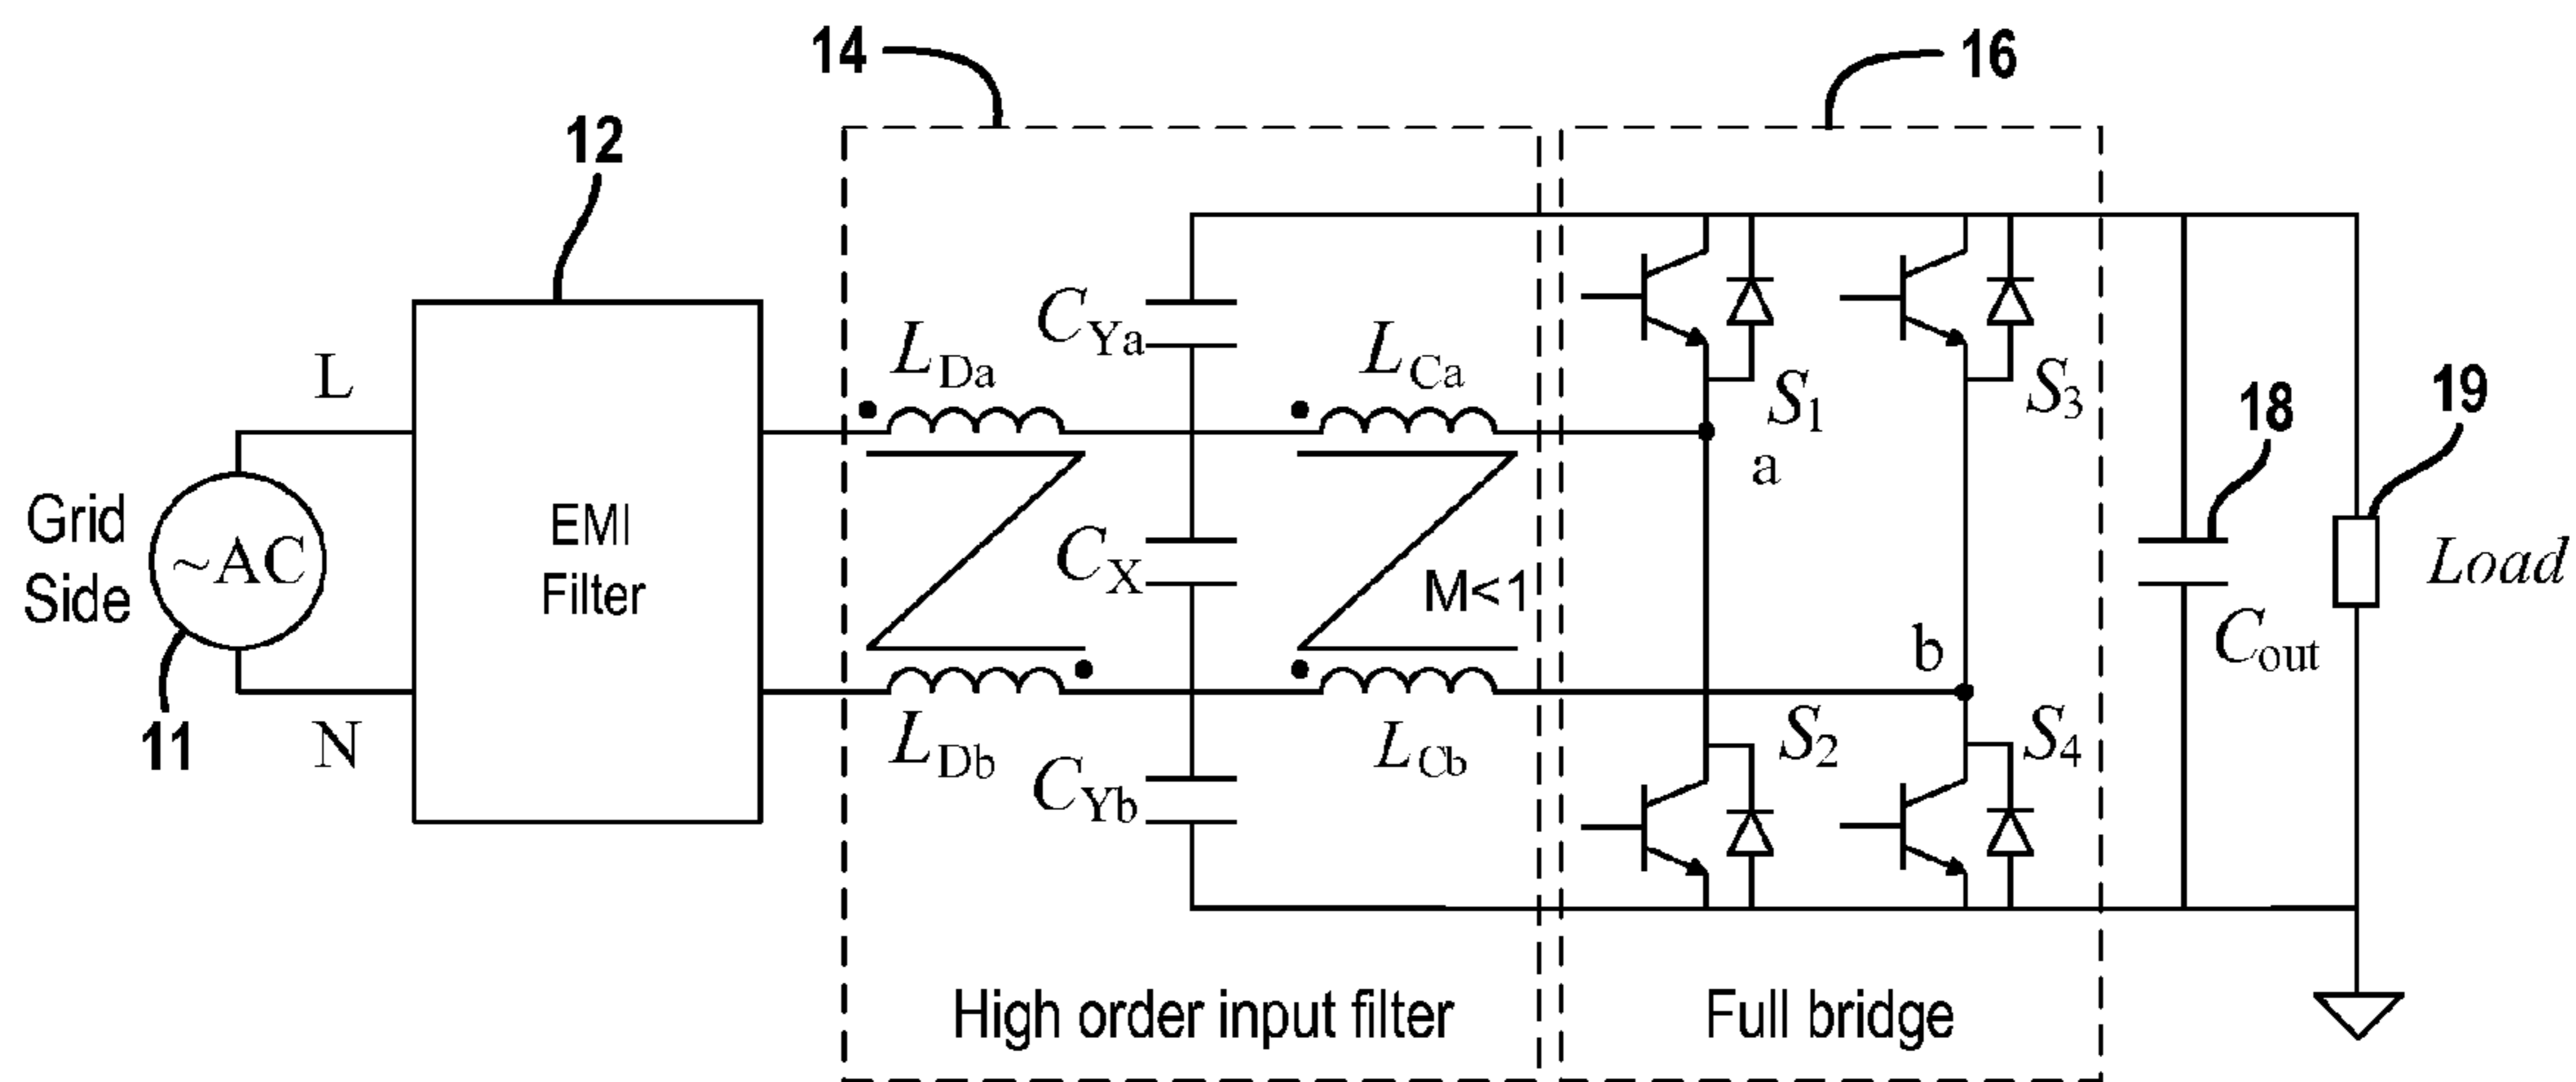 14
16
12
L_Da
C_Ya
L_Ca
L
S_1
S_3
18
19
a
Grid
Side
~AC
EMI
Filter
C_X
M<1
Load
b
C_out
11
N
L_Db
C_Yb
L_Cb
S_2
S_4
High order input filter
Full bridge